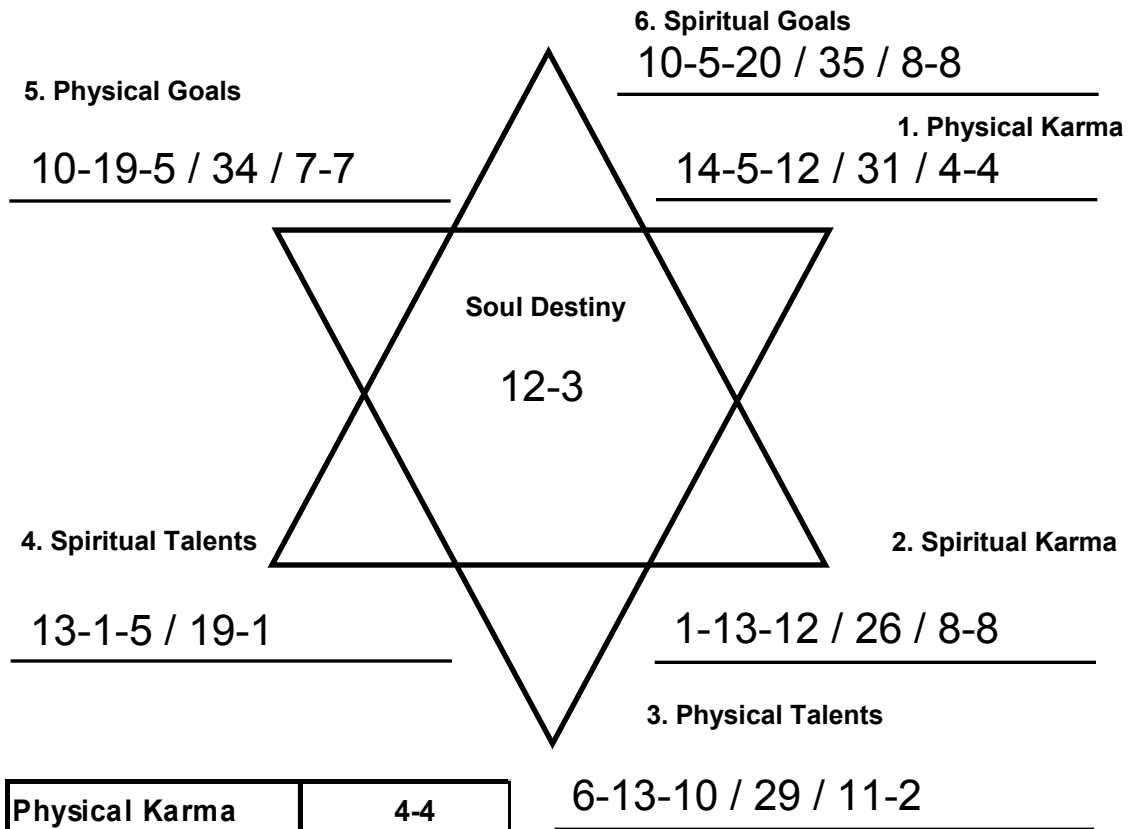 6. Spiritual Goals
10-5-20 / 35 / 8-8
5. Physical Goals
1. Physical Karma
10-19-5 / 34 / 7-7
14-5-12 / 31 / 4-4
Soul Destiny
12-3
4. Spiritual Talents
2. Spiritual Karma
13-1-5 / 19-1
1-13-12 / 26 / 8-8
3. Physical Talents
6-13-10 / 29 / 11-2
Physical Karma 4-4